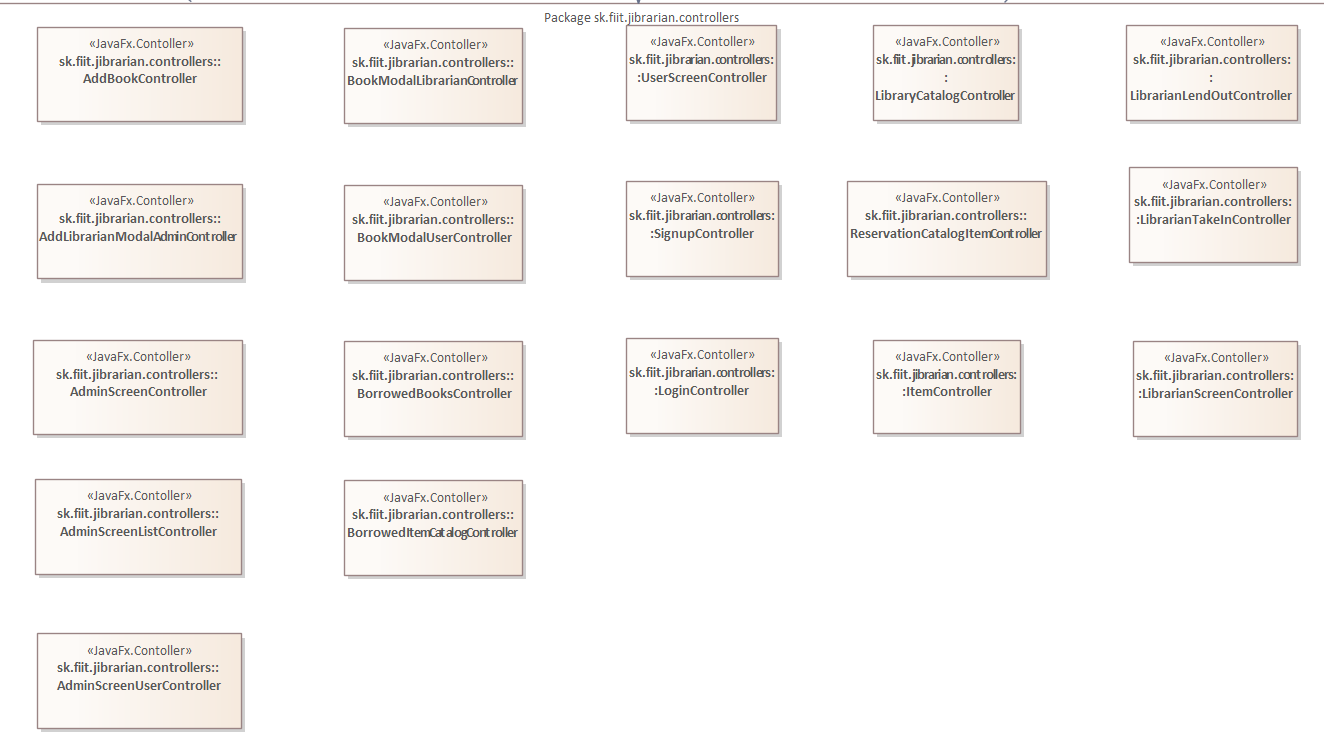 Package sk.fiit.jibrarian.controllers
«JavaFx.Contoller»
sk.fiit.jibrarian.controllers::
AddBookController
«JavaFx.Contoller»
sk.fiit.jibrarian.controllers::
BookModalLibrarianController
«JavaFx.Contoller»
sk.fiit.jibrarian.controllers:
:UserScreenController
«JavaFx.Contoller»
sk.fiit.jibrarian.controllers:
:
LibraryCatalogController
«JavaFx.Contoller»
sk.fiit.jibrarian.controllers:
:
LibrarianLendOutController
«JavaFx.Contoller»
sk.fiit.jibrarian.controllers::
AddLibrarianModalAdminController
«JavaFx.Contoller»
sk.fiit.jibrarian.controllers::
BookModalUserController
«JavaFx.Contoller»
sk.fiit.jibrarian.controllers:
:SignupController
«JavaFx.Contoller»
sk.fiit.jibrarian.controllers::
ReservationCatalogItemController
«JavaFx.Contoller»
sk.fiit.jibrarian.controllers:
:LibrarianTakeInController
«JavaFx.Contoller»
sk.fiit.jibrarian.controllers::
AdminScreenController
«JavaFx.Contoller»
sk.fiit.jibrarian.controllers::
BorrowedBooksController
«JavaFx.Contoller»
sk.fiit.jibrarian.controllers:
:LoginController
«JavaFx.Contoller»
sk.fiit.jibrarian.controllers:
:ItemController
«JavaFx.Contoller»
sk.fiit.jibrarian.controllers:
:LibrarianScreenController
«JavaFx.Contoller»
sk.fiit.jibrarian.controllers::
AdminScreenListController
«JavaFx.Contoller»
sk.fiit.jibrarian.controllers::
BorrowedItemCatalogController
«JavaFx.Contoller»
sk.fiit.jibrarian.controllers::
AdminScreenUserController